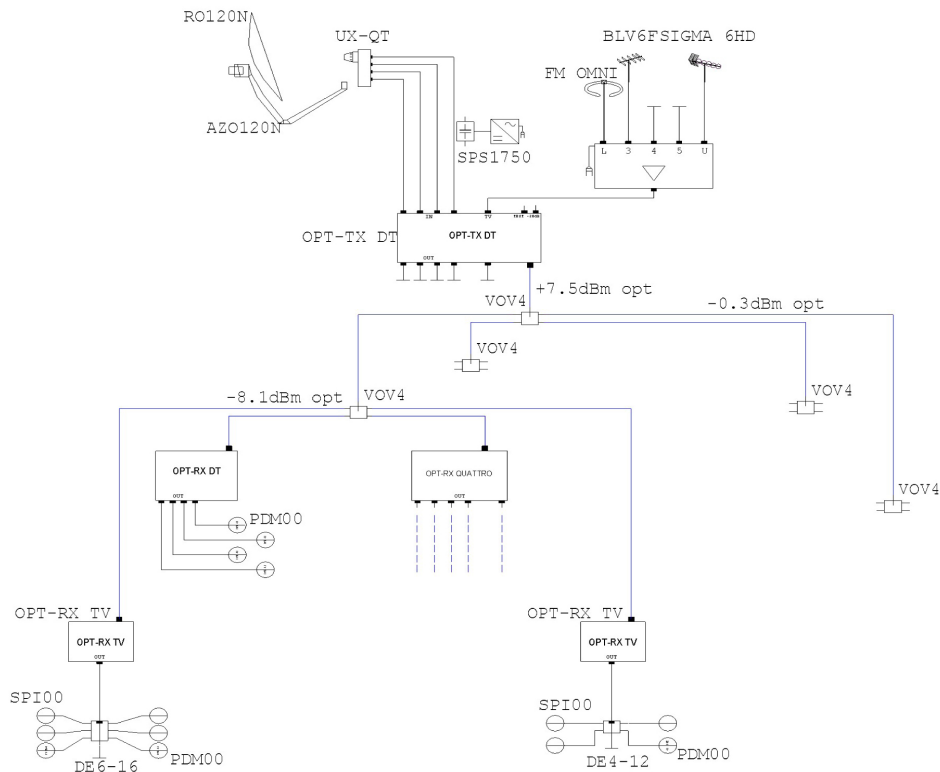 RO120N
UX-QT
BLV6F SIGMA 6HD
FM OMNI
AZO120N
SPS1750
L 3 4 5 U
IN TV
OPT-TX DT OPT-TX DT
OUT
+7.5dBm opt
VOV4
-0.3dBm opt
VOV4
-8.1dBm opt
VOV4
VOV4
OPT-RX DT
OUT
OPT-RX QUATTRO
OUT
VOV4
PDM00
OPT-RX TV
OPT-RX TV
OUT
OPT-RX TV
OPT-RX TV
OUT
SPI00
PDM00
DE6-16
SPI00
PDM00
DE4-12